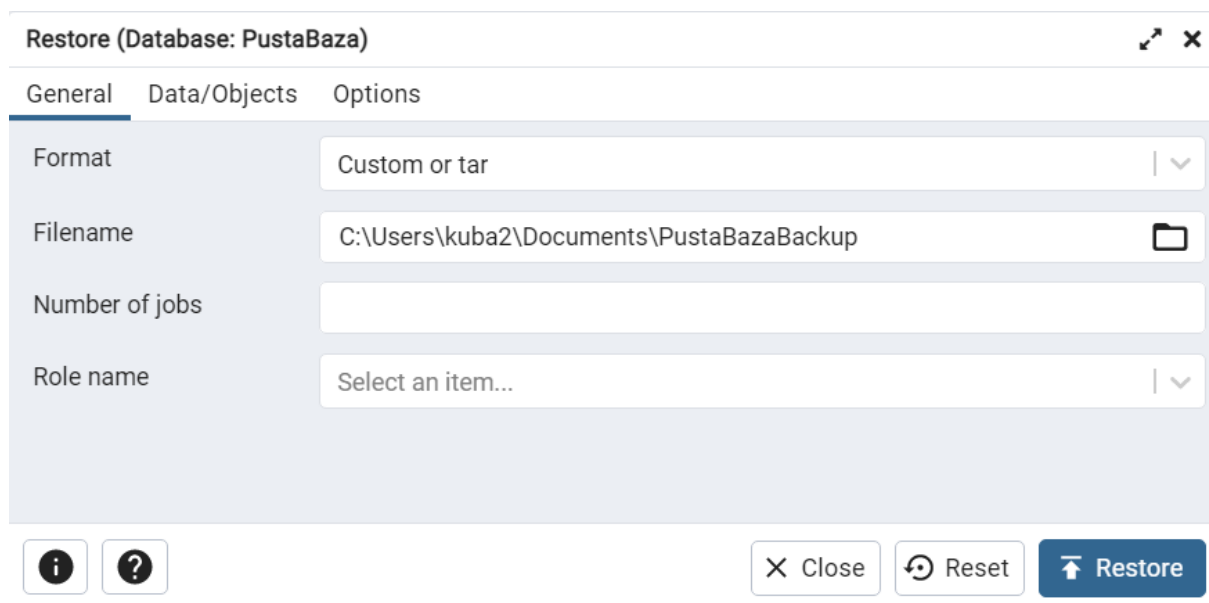 Restore (Database: PustaBaza)
General Data/Objects Options
Format Custom or tar
Filename C:\Users\kuba2\Documents\PustaBazaBackup
Number of jobs
Role name Select an item...
Close Reset Restore